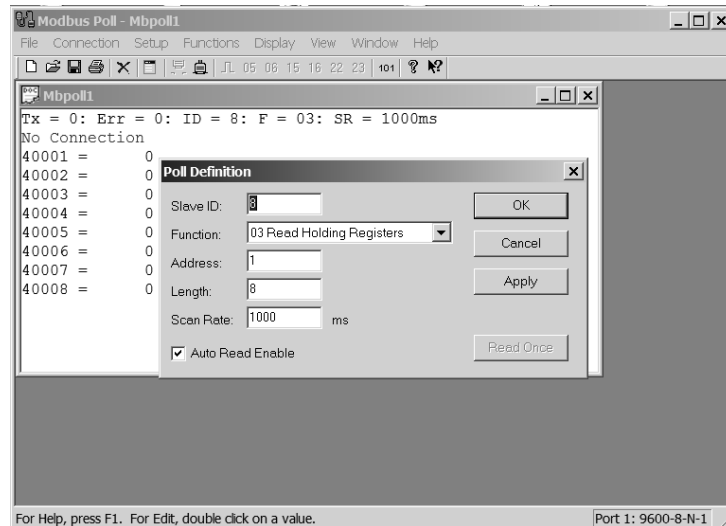 Modbus Poll - Mbpoll1
File Connection Setup Functions Display View Window Help
05 06 15 16 22 23 101
Mbpoll1
Tx = 0: Err = 0: ID = 8: F = 03: SR = 1000ms
No Connection
40001 = 0
40002 = 0
40003 = 0
40004 = 0
40005 = 0
40006 = 0
40007 = 0
40008 = 0
Poll Definition
Slave ID: 8
OK
Function: 03 Read Holding Registers
Cancel
Address: 1
Length: 8
Apply
Scan Rate: 1000 ms
Auto Read Enable
Read Once
For Help, press F1. For Edit, double click on a value.
Port 1: 9600-8-N-1